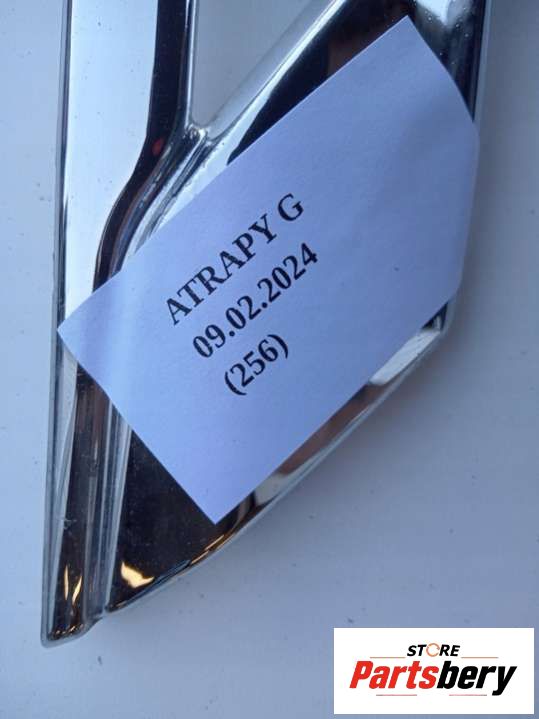 ATRAPY G
09.02.2024
(256)
STORE
Partsbery